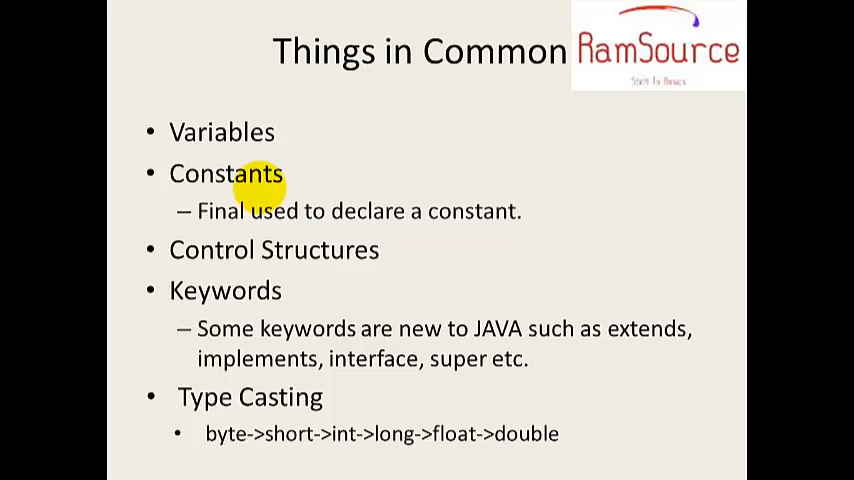 Things in Common
RamSource
• Variables
• Constants
– Final used to declare a constant.
• Control Structures
• Keywords
– Some keywords are new to JAVA such as extends,
implements, interface, super etc.
• Type Casting
• byte->short->int->long->float->double